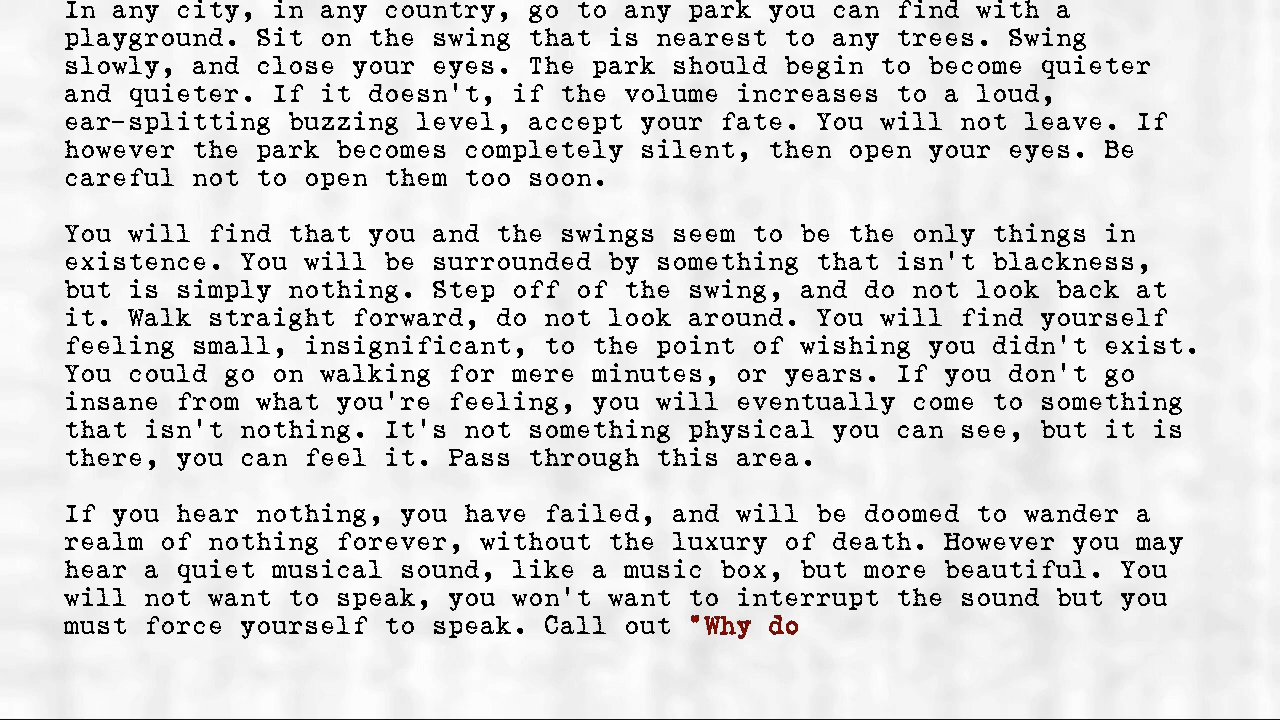 In any city, in any country, go to any park you can find with a
playground. Sit on the swing that is nearest to any trees. Swing
slowly, and close your eyes. The park should begin to become quieter
and quieter. If it doesn't, if the volume increases to a loud,
ear-splitting buzzing level, accept your fate. You will not leave. If
however the park becomes completely silent, then open your eyes. Be
careful not to open them too soon.
You will find that you and the swings seem to be the only things in
existence. You will be surrounded by something that isn't blackness,
but is simply nothing. Step off of the swing, and do not look back at
it. Walk straight forward, do not look around. You will find yourself
feeling small, insignificant, to the point of wishing you didn't exist.
You could go on walking for mere minutes, or years. If you don't go
insane from what you're feeling, you will eventually come to something
that isn't nothing. It's not something physical you can see, but it is
there, you can feel it. Pass through this area.
If you hear nothing, you have failed, and will be doomed to wander a
realm of nothing forever, without the luxury of death. However you may
hear a quiet musical sound, like a music box, but more beautiful. You
will not want to speak, you won't want to interrupt the sound but you
must force yourself to speak. Call out "Why do